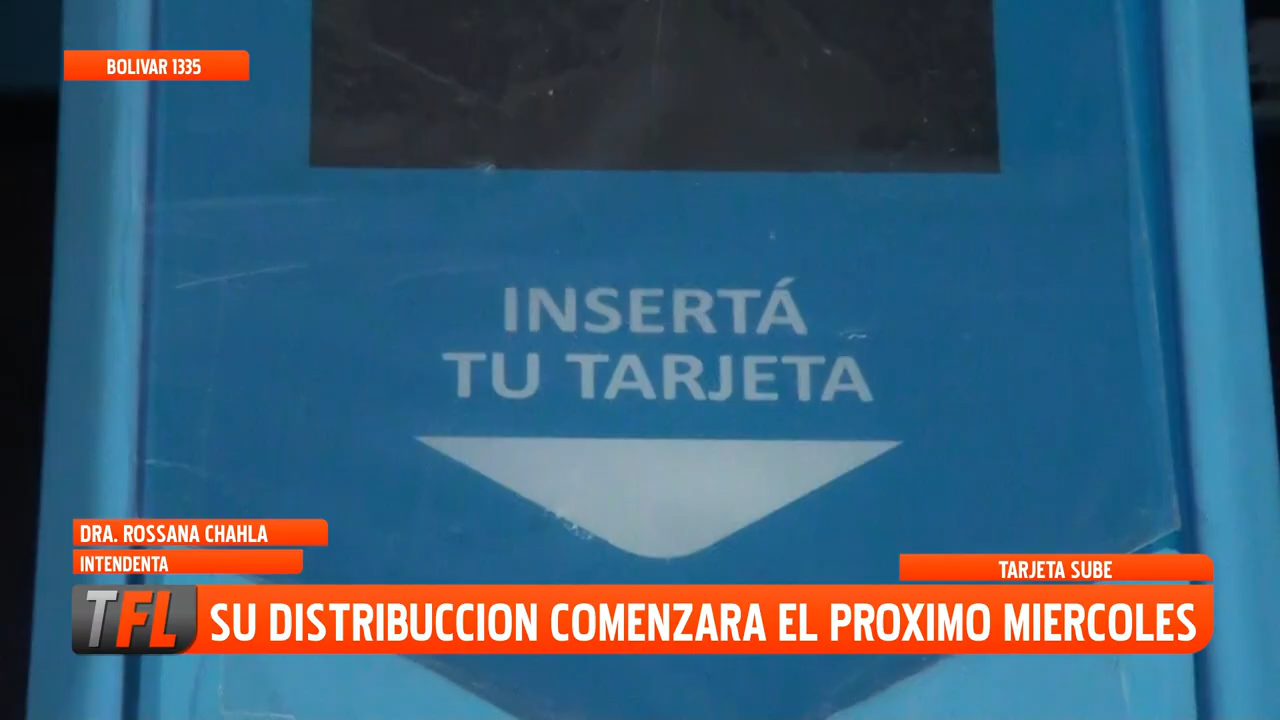 BOLIVAR 1335
INSERTÁ
TU TARJETA
DRA. ROSSANA CHAHLA
INTENDENTA
TARJETA SUBE
TFL
SU DISTRIBUCCION COMENZARA EL PROXIMO MIERCOLES